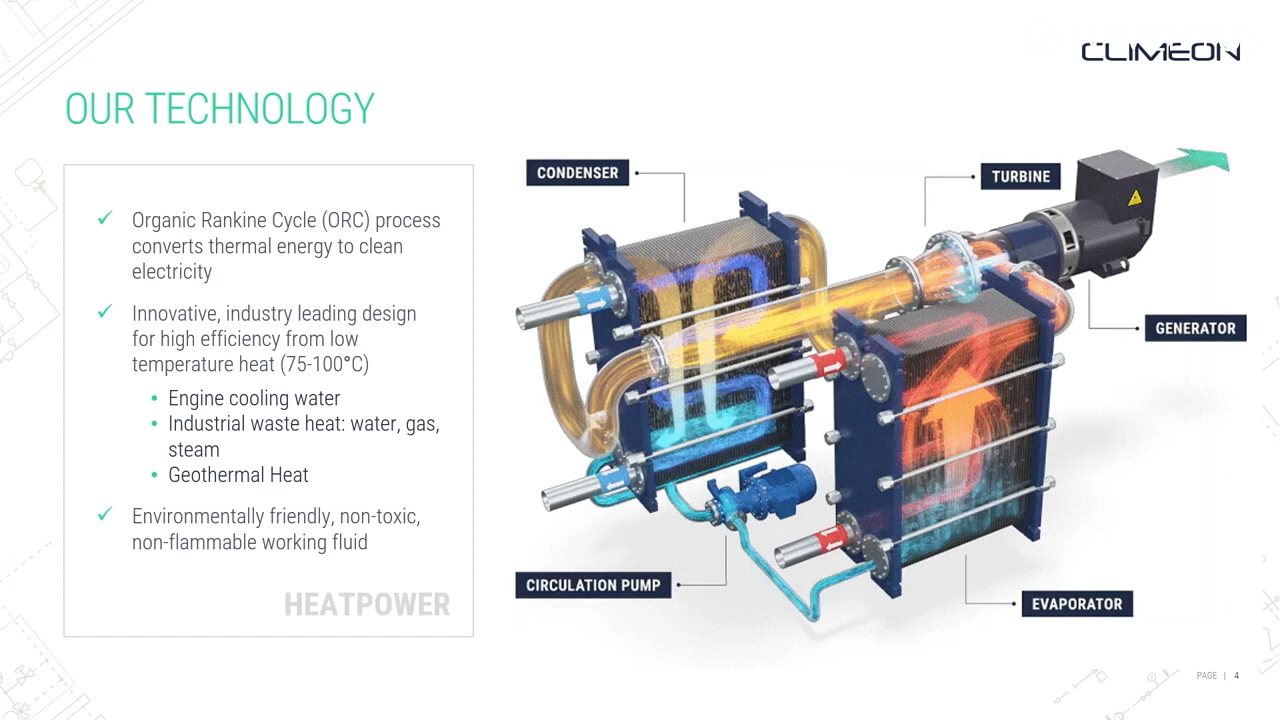 CLIMEON
OUR TECHNOLOGY
✓ Organic Rankine Cycle (ORC) process
converts thermal energy to clean
electricity
✓ Innovative, industry leading design
for high efficiency from low
temperature heat (75-100°C)
• Engine cooling water
• Industrial waste heat: water, gas,
steam
• Geothermal Heat
✓ Environmentally friendly, non-toxic,
non-flammable working fluid
HEATPOWER
CONDENSER
TURBINE
GENERATOR
CIRCULATION PUMP
EVAPORATOR
PAGE | 4